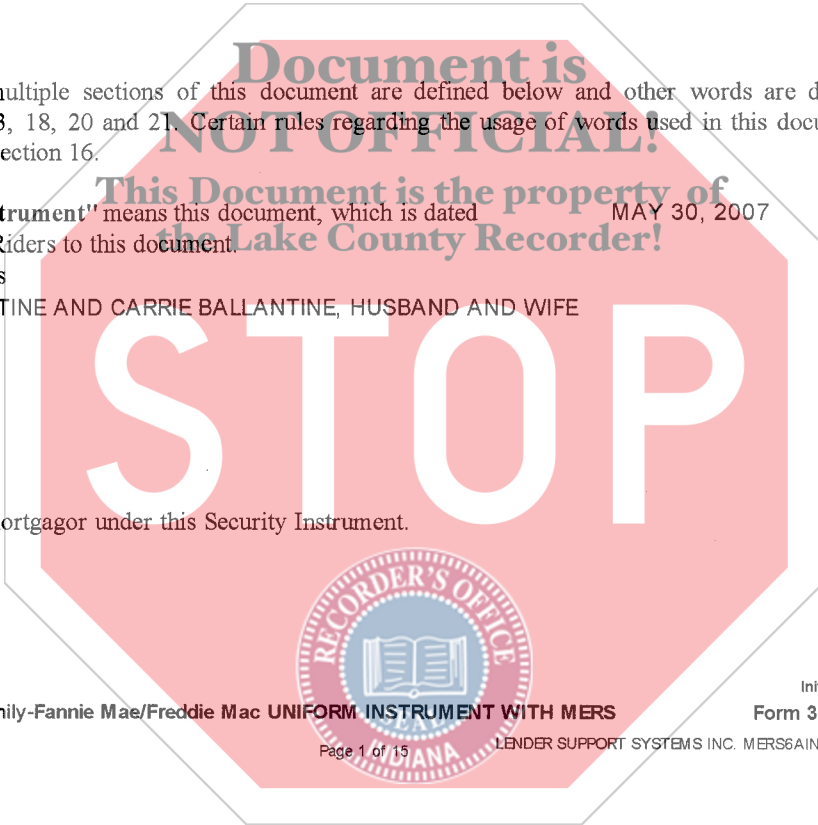 Document is
multiple sections of this document are defined below and other words are d
3, 18, 20 and 21. Certain rules regarding the usage of words used in this docu
NOT OFFICIAL!
ection 16.
This Document is the property of
trument" means this document, which is dated MAY 30, 2007
the Lake County Recorder!
Riders to this document.
s
TINE AND CARRIE BALLANTINE, HUSBAND AND WIFE
STOP
ortgagor under this Security Instrument.
RECORDER'S OFFICE
SEAL
INDIANA
Ini
mily-Fannie Mae/Freddie Mac UNIFORM INSTRUMENT WITH MERS Form 3
Page 1 of 15 LENDER SUPPORT SYSTEMS INC. MERS6AIN